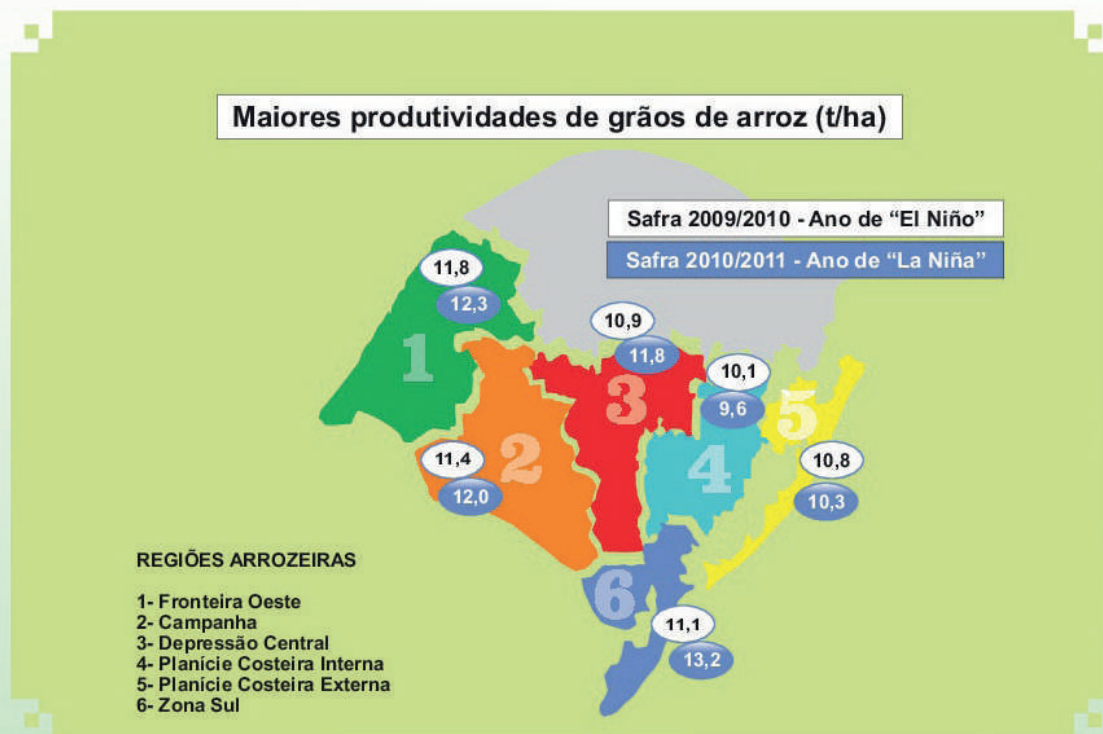 Maiores produtividades de grãos de arroz (t/ha)
Safra 2009/2010 - Ano de “El Niño”
Safra 2010/2011 - Ano de “La Niña”
11,8
12,3
1
10,9
11,8
3
10,1
9,6
4
5
10,8
10,3
11,4
12,0
2
6
11,1
13,2
REGIÕES ARROZEIRAS
1- Fronteira Oeste
2- Campanha
3- Depressão Central
4- Planície Costeira Interna
5- Planície Costeira Externa
6- Zona Sul